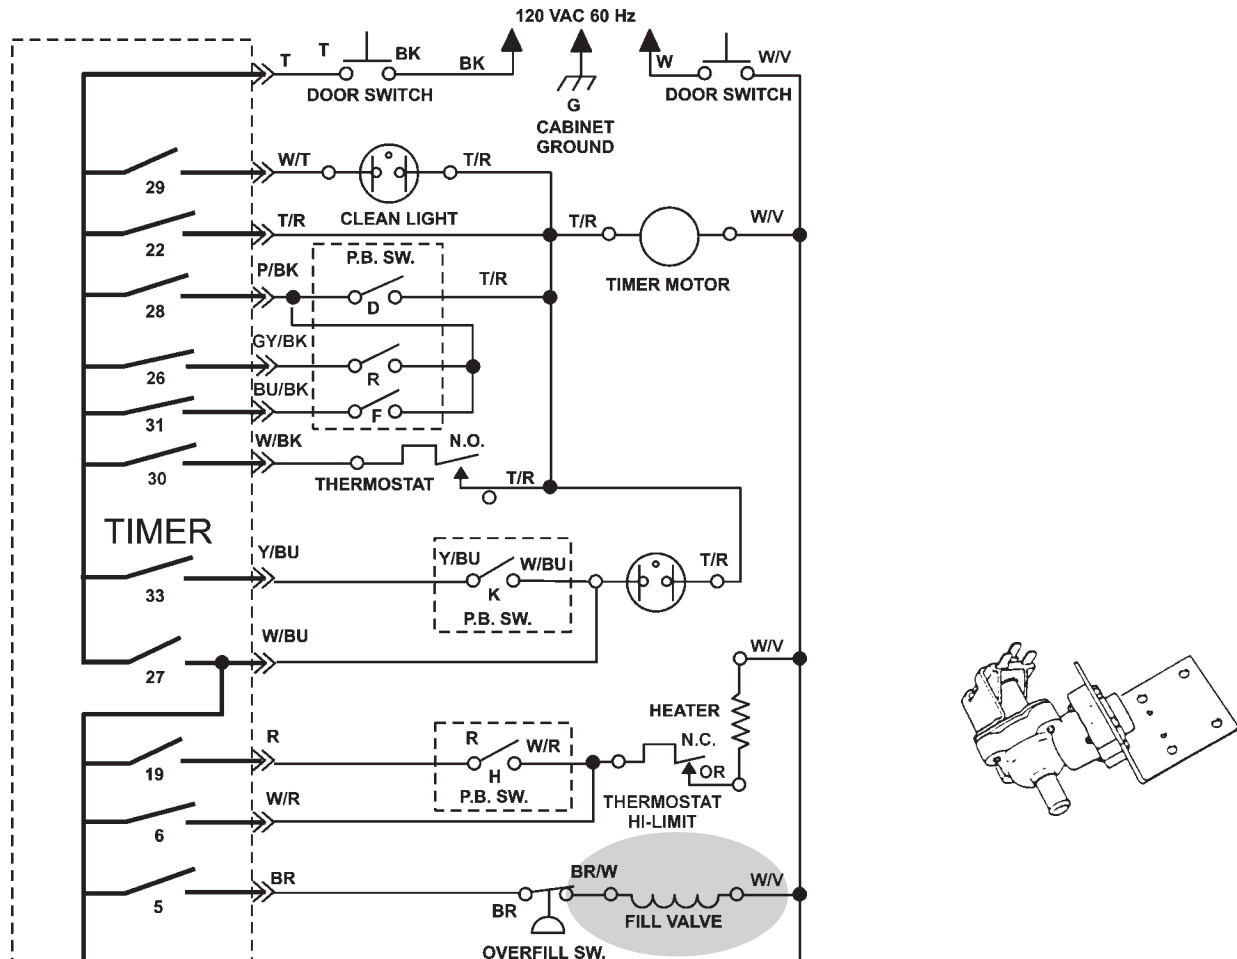 120 VAC 60 Hz
T T BK BK W W/V
DOOR SWITCH
G
CABINET
GROUND
DOOR SWITCH
29 W/T T/R
CLEAN LIGHT
22 T/R T/R W/V
TIMER MOTOR
P.B. SW.
28 P/BK D T/R
26 GY/BK R
31 BU/BK F
30 W/BK N.O.
THERMOSTAT T/R
TIMER
33 Y/BU Y/BU W/BU T/R
K
P.B. SW.
27 W/BU W/V
HEATER
19 R R W/R N.C.
H OR
P.B. SW.
6 W/R THERMOSTAT
HI-LIMIT
5 BR BR/W W/V
BR FILL VALVE
OVERFILL SW.